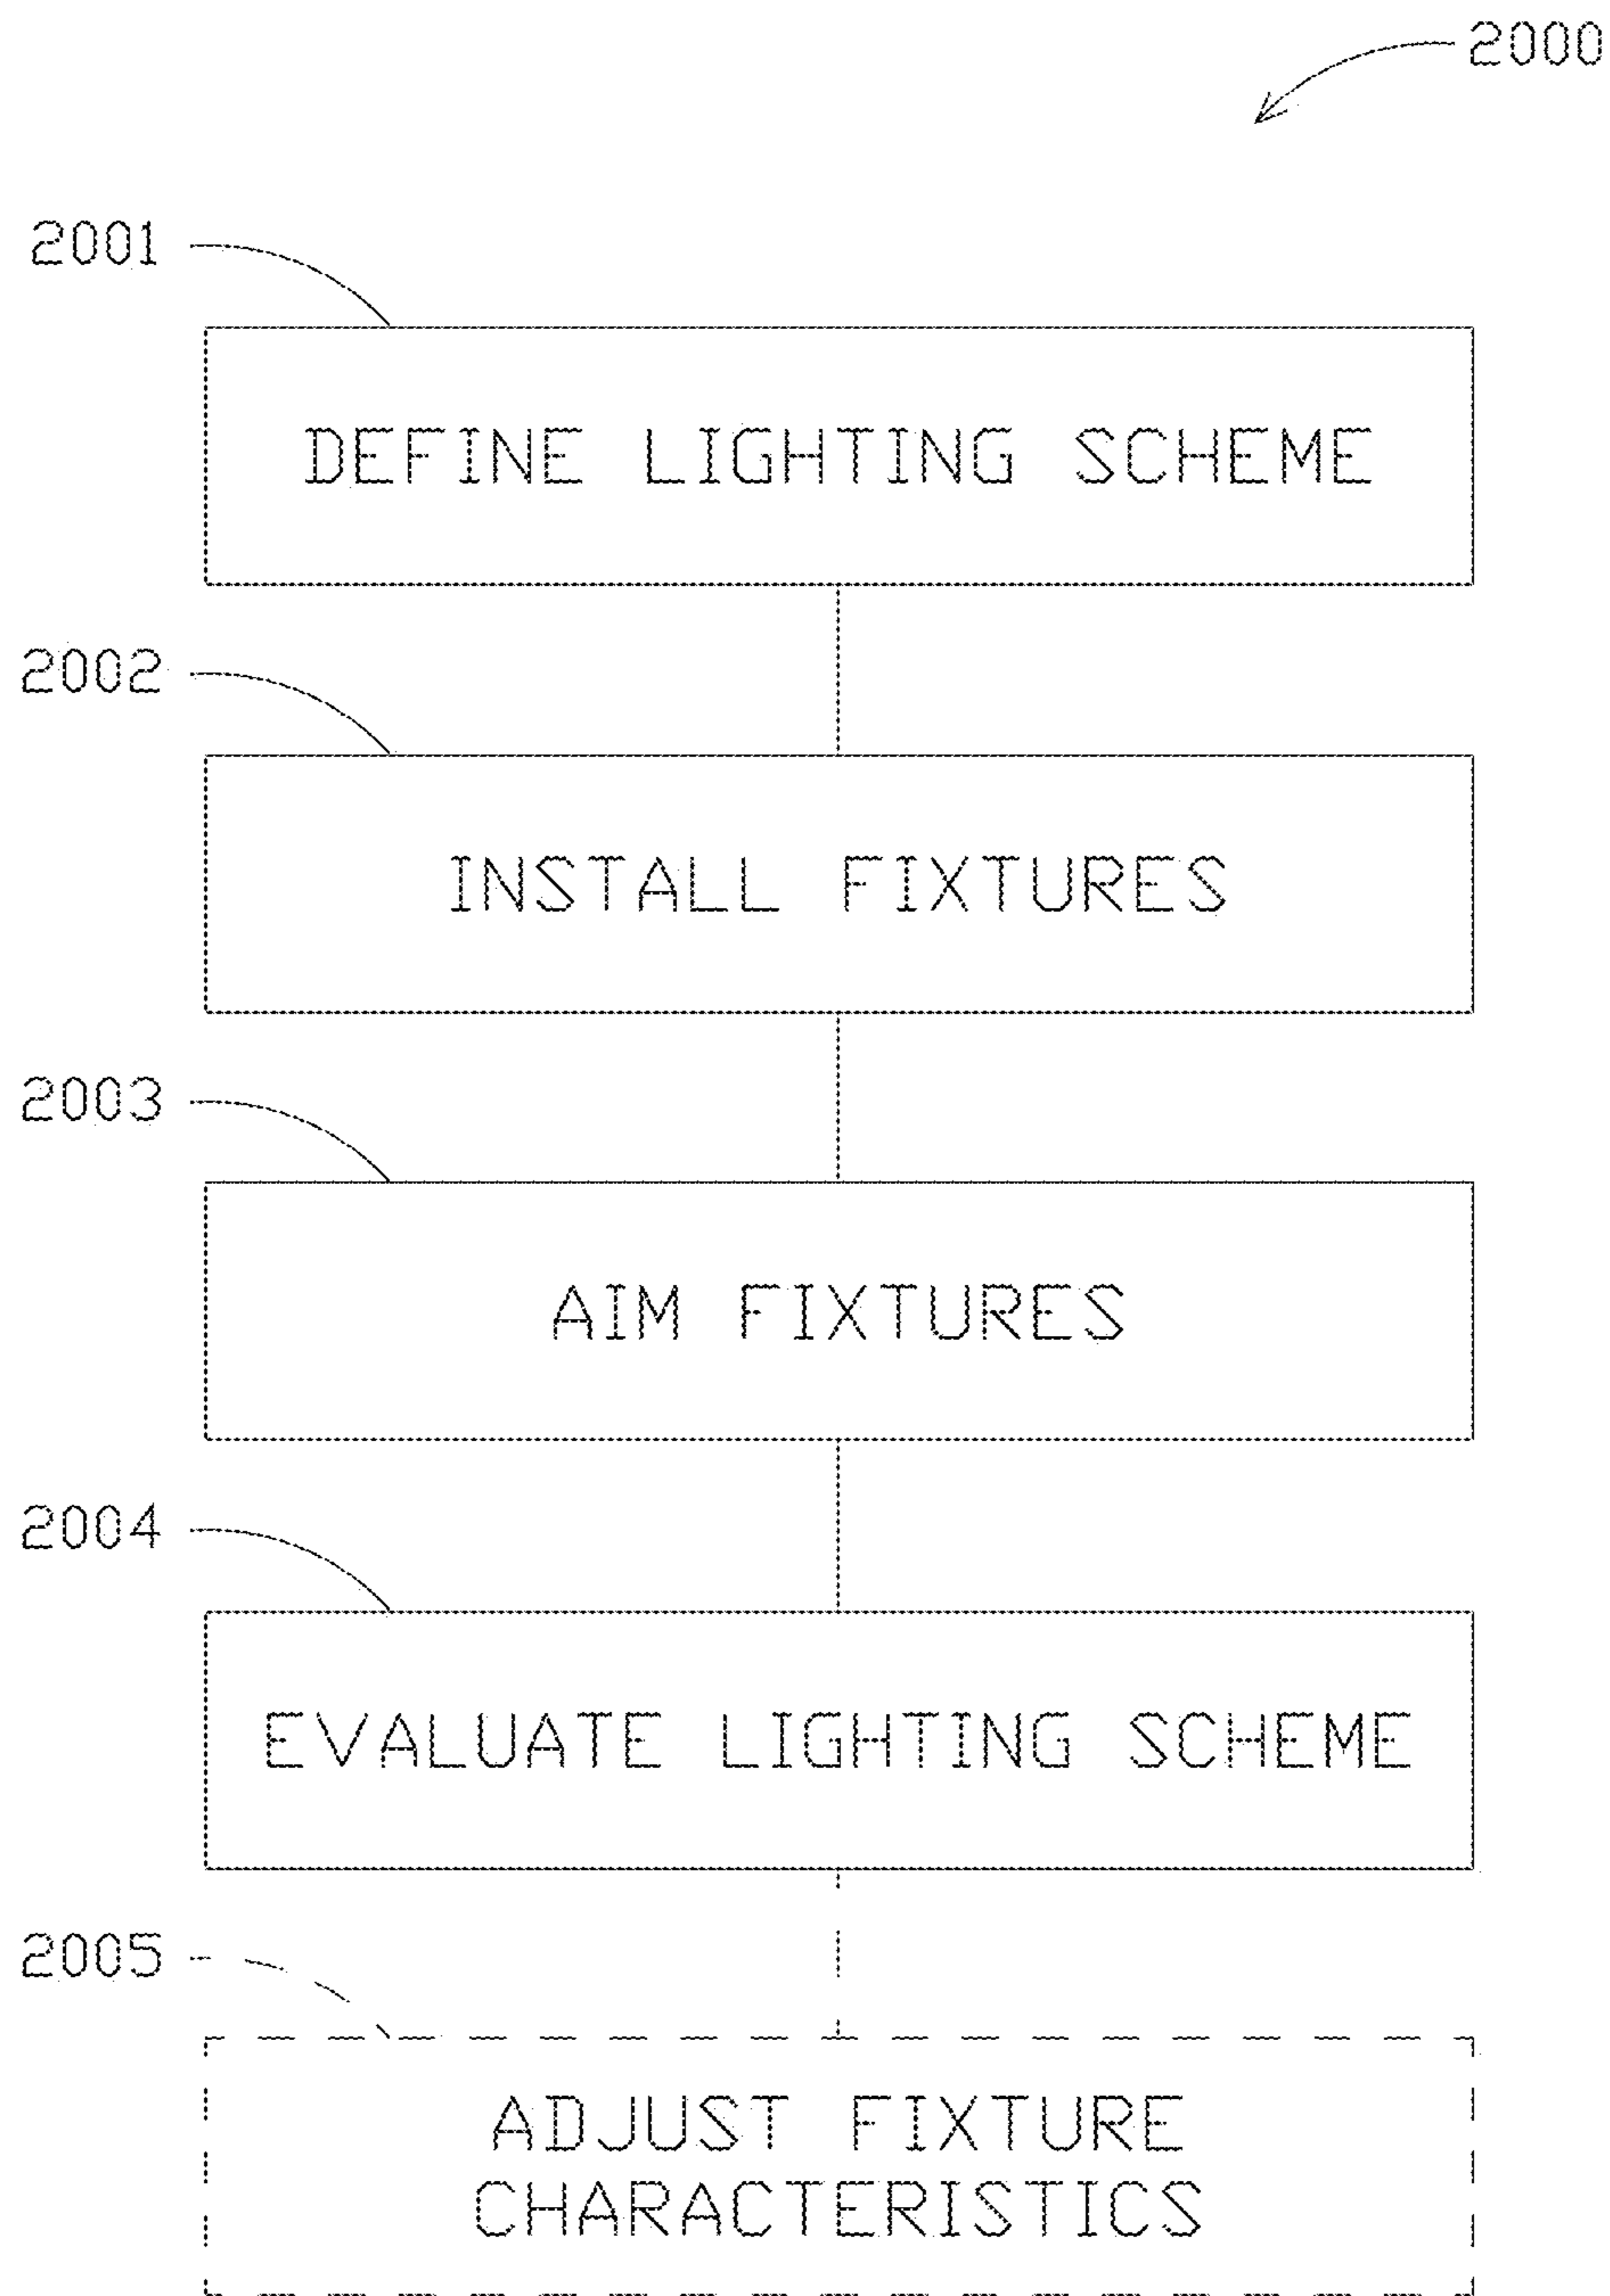 2000
2001
DEFINE LIGHTING SCHEME
2002
INSTALL FIXTURES
2003
AIM FIXTURES
2004
EVALUATE LIGHTING SCHEME
2005
ADJUST FIXTURE
CHARACTERISTICS